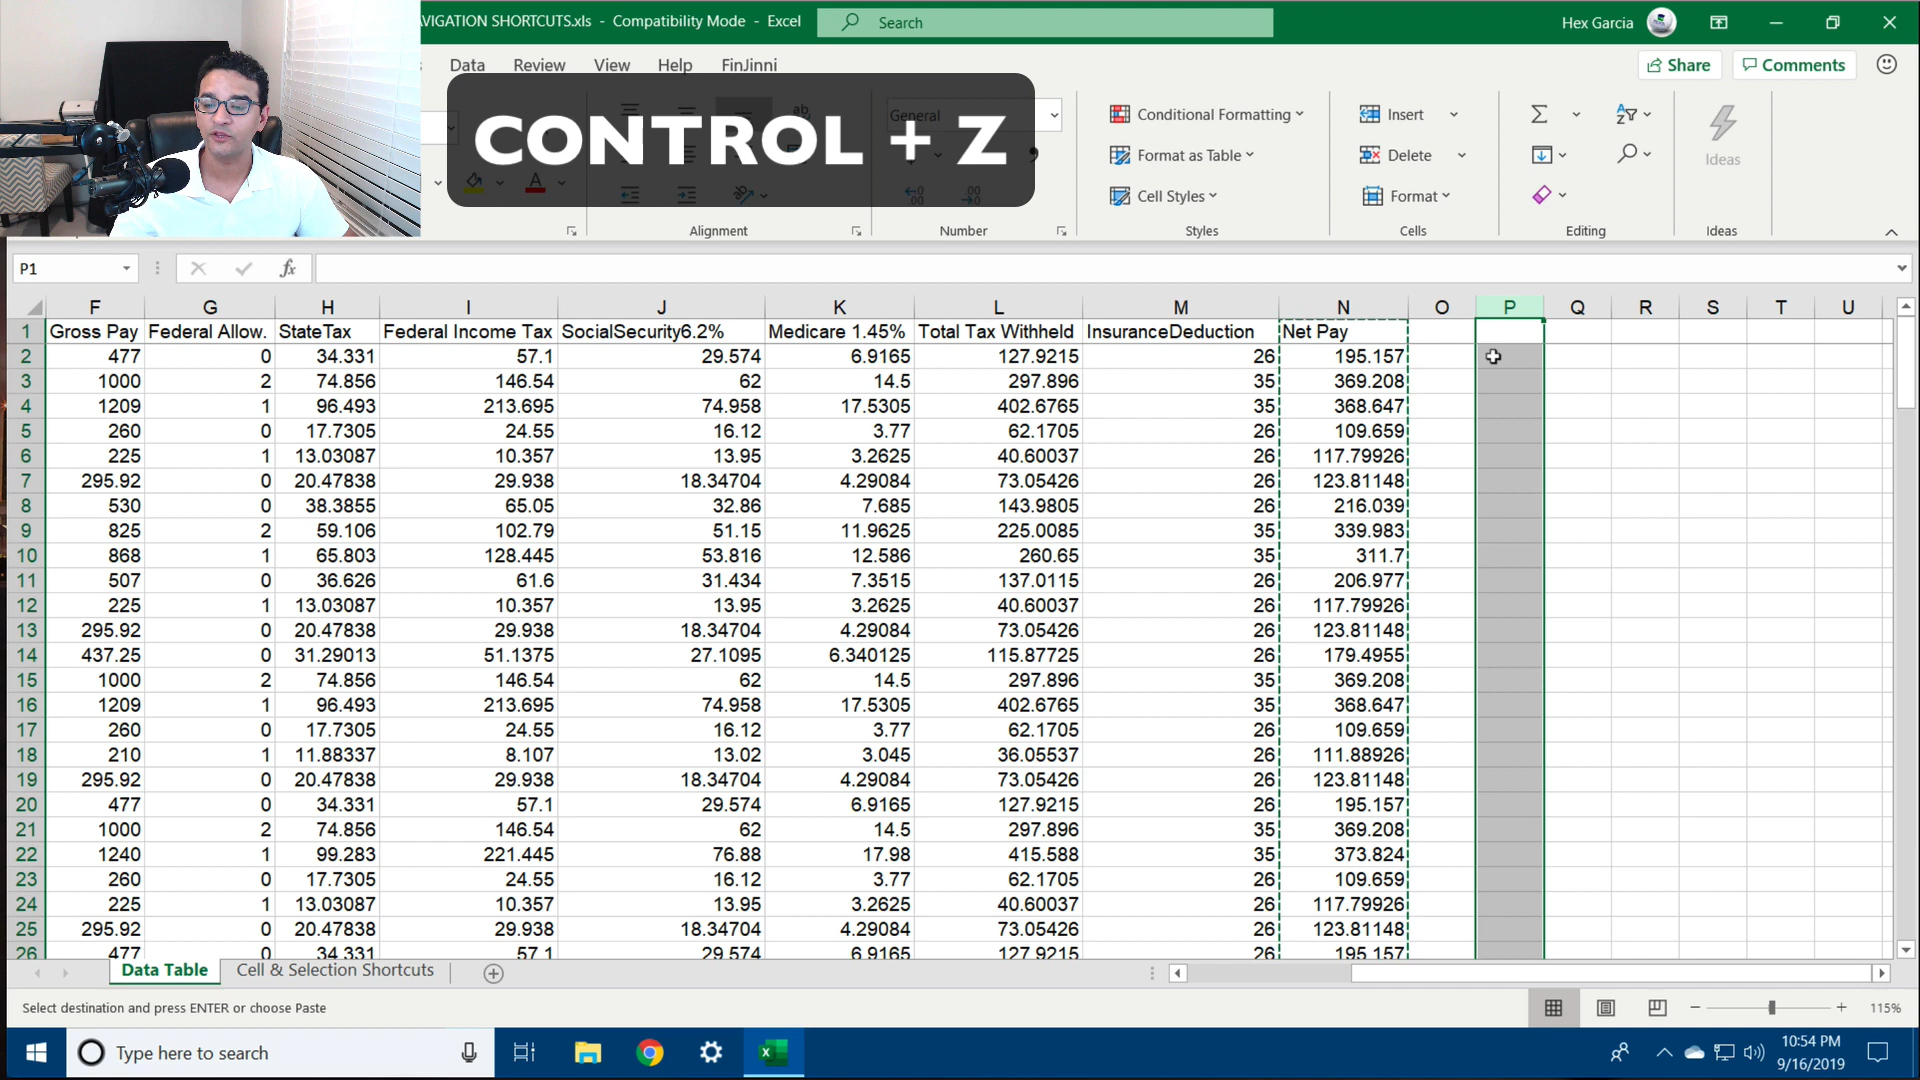 AVIGATION SHORTCUTS.xls - Compatibility Mode - Excel
Search
Hex Garcia
Data Review View Help FinJinni
Share
Comments
CONTROL + Z
General
ab
Conditional Formatting
Format as Table
Cell Styles
Insert
Delete
Format
Ideas
Alignment
Number
Styles
Cells
Editing
Ideas
P1
fx
F G H I J K L M N O P Q R S T U
1 Gross Pay Federal Allow. StateTax Federal Income Tax SocialSecurity6.2% Medicare 1.45% Total Tax Withheld InsuranceDeduction Net Pay
2 477 0 34.331 57.1 29.574 6.9165 127.9215 26 195.157
3 1000 2 74.856 146.54 62 14.5 297.896 35 369.208
4 1209 1 96.493 213.695 74.958 17.5305 402.6765 35 368.647
5 260 0 17.7305 24.55 16.12 3.77 62.1705 26 109.659
6 225 1 13.03087 10.357 13.95 3.2625 40.60037 26 117.79926
7 295.92 0 20.47838 29.938 18.34704 4.29084 73.05426 26 123.81148
8 530 0 38.3855 65.05 32.86 7.685 143.9805 26 216.039
9 825 2 59.106 102.79 51.15 11.9625 225.0085 35 339.983
10 868 1 65.803 128.445 53.816 12.586 260.65 35 311.7
11 507 0 36.626 61.6 31.434 7.3515 137.0115 26 206.977
12 225 1 13.03087 10.357 13.95 3.2625 40.60037 26 117.79926
13 295.92 0 20.47838 29.938 18.34704 4.29084 73.05426 26 123.81148
14 437.25 0 31.29013 51.1375 27.1095 6.340125 115.87725 26 179.4955
15 1000 2 74.856 146.54 62 14.5 297.896 35 369.208
16 1209 1 96.493 213.695 74.958 17.5305 402.6765 35 368.647
17 260 0 17.7305 24.55 16.12 3.77 62.1705 26 109.659
18 210 1 11.88337 8.107 13.02 3.045 36.05537 26 111.88926
19 295.92 0 20.47838 29.938 18.34704 4.29084 73.05426 26 123.81148
20 477 0 34.331 57.1 29.574 6.9165 127.9215 26 195.157
21 1000 2 74.856 146.54 62 14.5 297.896 35 369.208
22 1240 1 99.283 221.445 76.88 17.98 415.588 35 373.824
23 260 0 17.7305 24.55 16.12 3.77 62.1705 26 109.659
24 225 1 13.03087 10.357 13.95 3.2625 40.60037 26 117.79926
25 295.92 0 20.47838 29.938 18.34704 4.29084 73.05426 26 123.81148
26 477 0 34.331 57.1 29.574 6.9165 127.9215 26 195.157
Data Table Cell & Selection Shortcuts
Select destination and press ENTER or choose Paste
115%
Type here to search
10:54 PM
9/16/2019